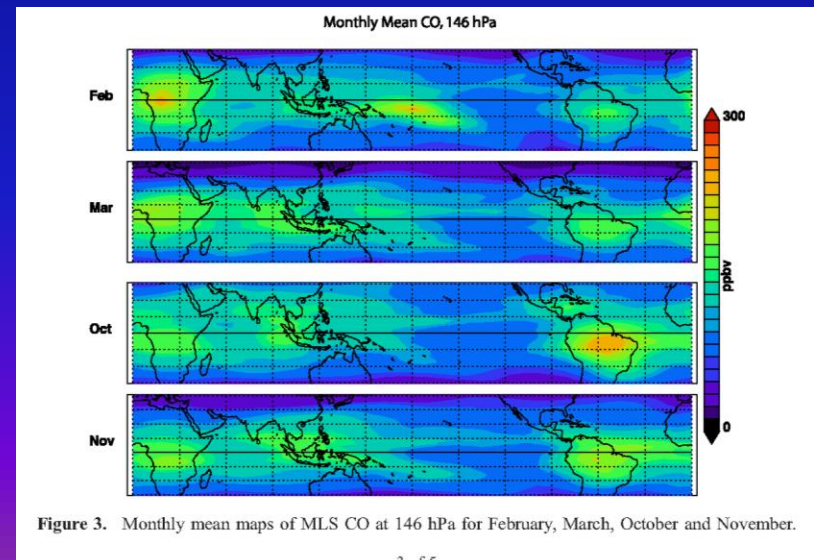 Monthly Mean CO, 146 hPa
Feb
Mar
Oct
Nov
300
ppbv
0
Figure 3. Monthly mean maps of MLS CO at 146 hPa for February, March, October and November.